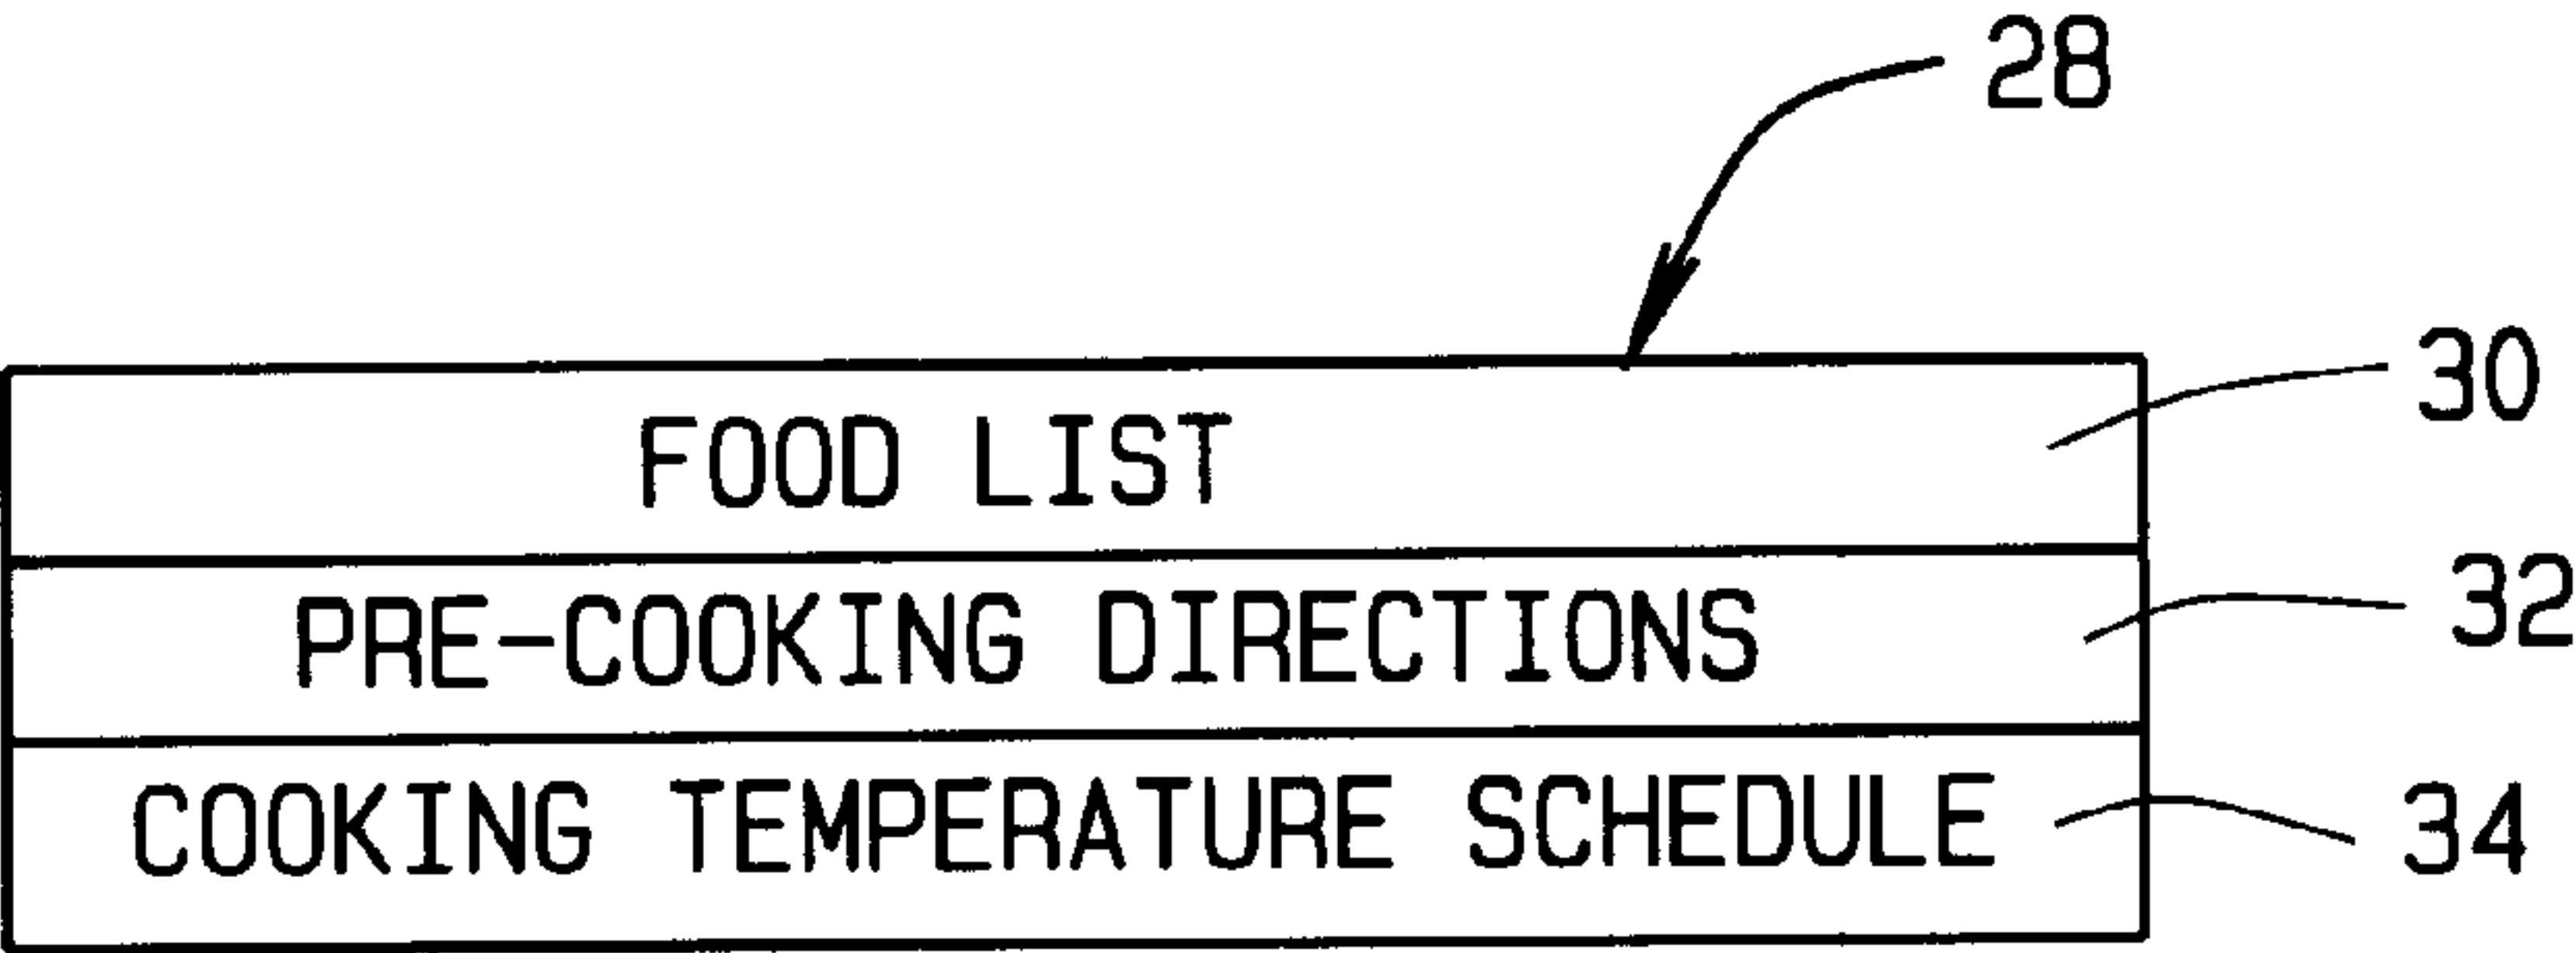 28
FOOD LIST 30
PRE-COOKING DIRECTIONS 32
COOKING TEMPERATURE SCHEDULE 34